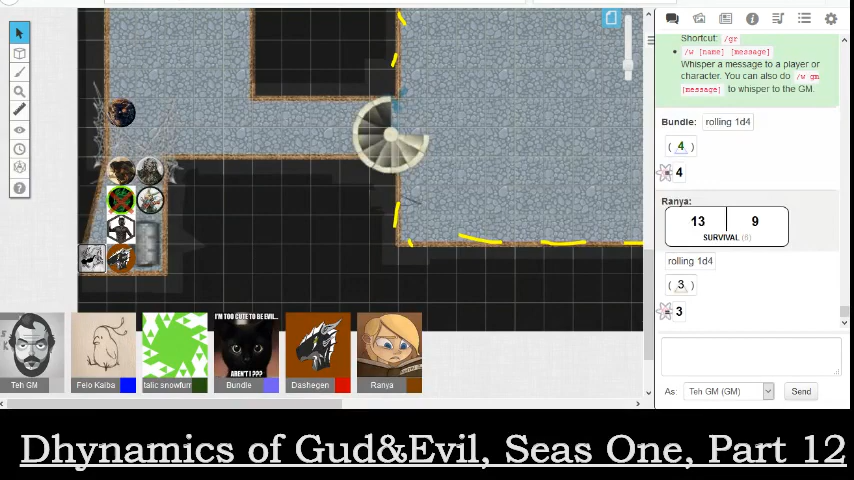 Shortcut: /gr
/w [name] [message]
Whisper a message to a player or
character. You can also do /w gm
[message] to whisper to the GM.
Bundle: rolling 1d4
( 4 )
= 4
Ranya:
13 9
SURVIVAL (5)
rolling 1d4
( 3 )
= 3
I'M TOO CUTE TO BE EVIL...
AREN'T I ???
Teh GM
Felo Kaiba
talic snowfurr
Bundle
Dashegen
Ranya
As: Teh GM (GM) Send
Dhynamics of Gud&Evil, Seas One, Part 12